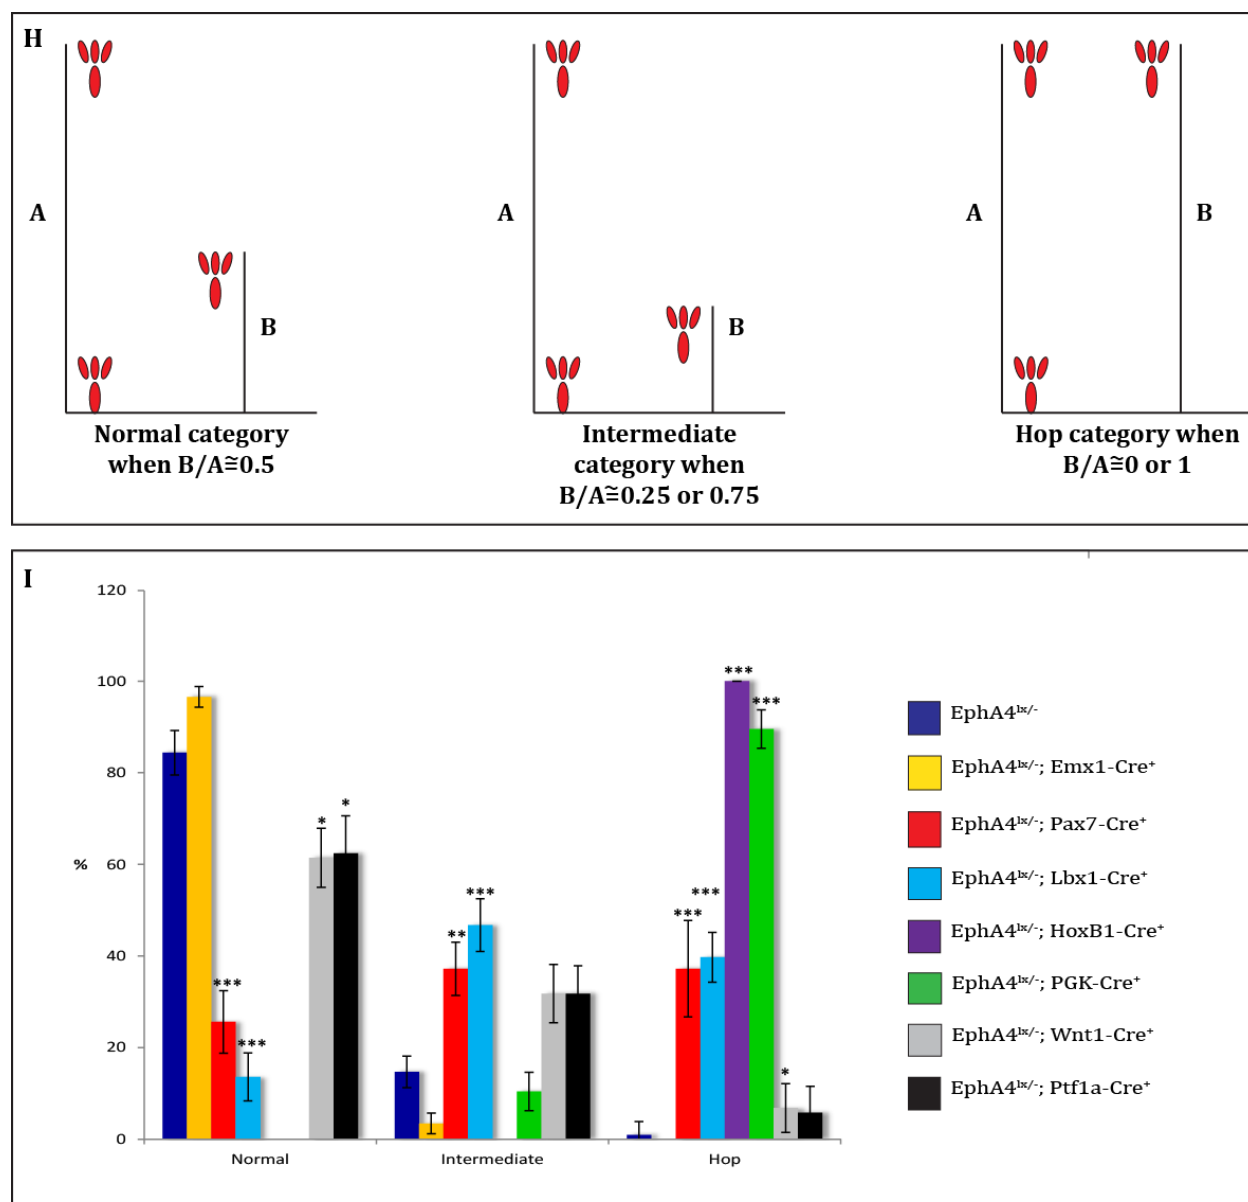 H
A
B
Normal category
when B/A≅0.5
A
B
Intermediate
category when
B/A≅0.25 or 0.75
A
B
Hop category when
B/A≅0 or 1
I
120
100
80
%
60
40
20
0
***
***
*
*
**
***
***
***
***
***
*
Normal
Intermediate
Hop
EphA4lx/-
EphA4lx/-; Emx1-Cre+
EphA4lx/-; Pax7-Cre+
EphA4lx/-; Lbx1-Cre+
EphA4lx/-; HoxB1-Cre+
EphA4lx/-; PGK-Cre+
EphA4lx/-; Wnt1-Cre+
EphA4lx/-; Ptf1a-Cre+